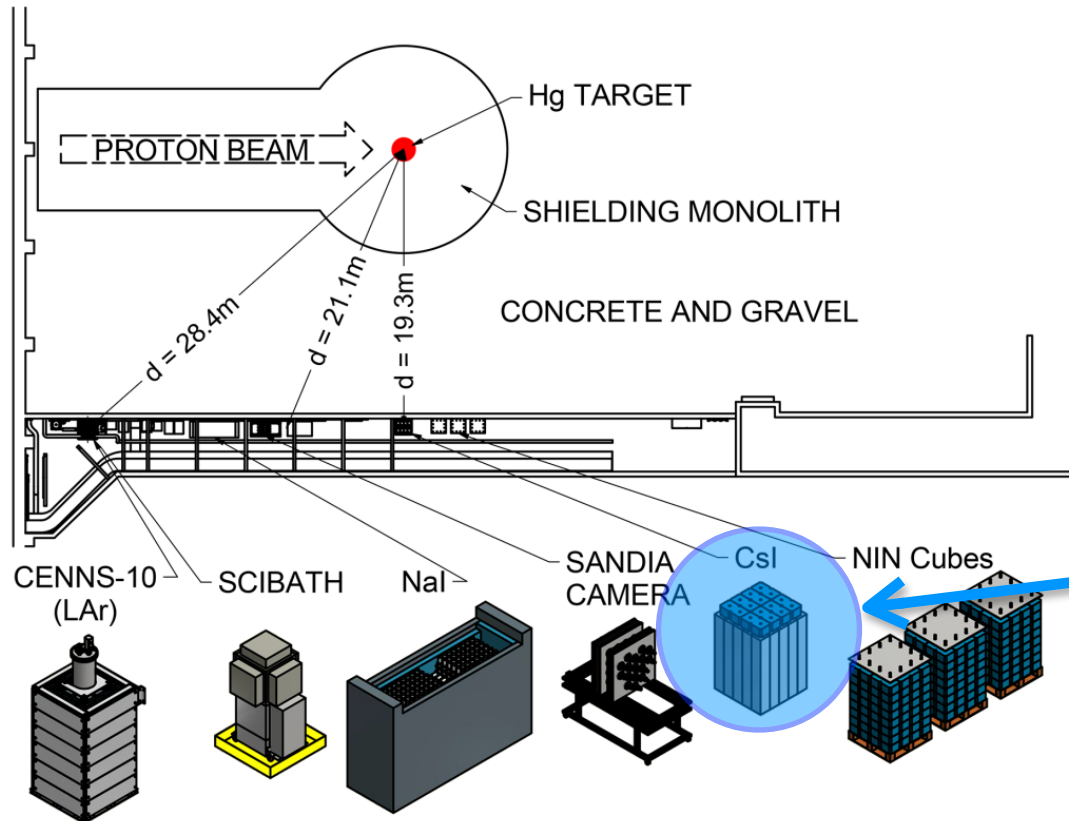 Hg TARGET
PROTON BEAM
SHIELDING MONOLITH
d = 28.4m
d = 21.1m
d = 19.3m
CONCRETE AND GRAVEL
CENNS-10
(LAr)
SCIBATH
NaI
SANDIA
CAMERA
CsI
NIN Cubes